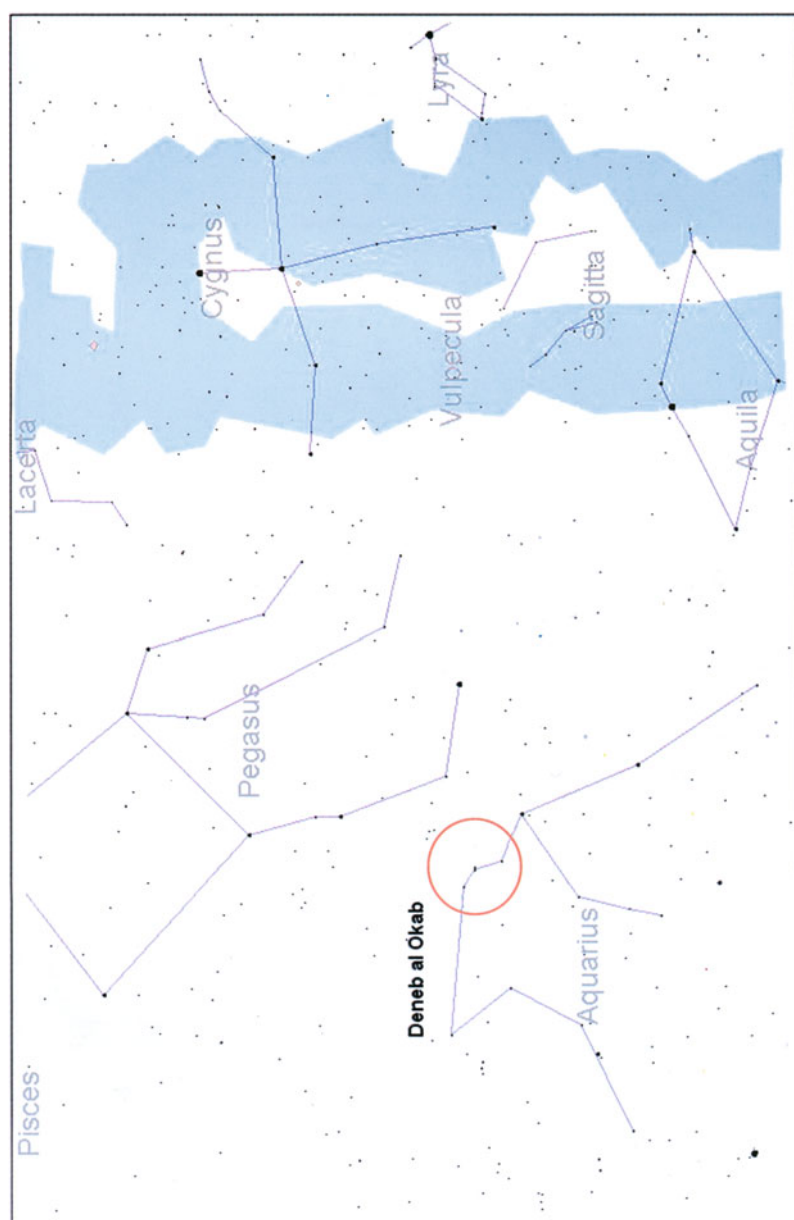 Lyra
Cygnus
Sagitta
Vulpecula
Aquila
Lacerta
Pegasus
Deneb al Okab
Aquarius
Pisces